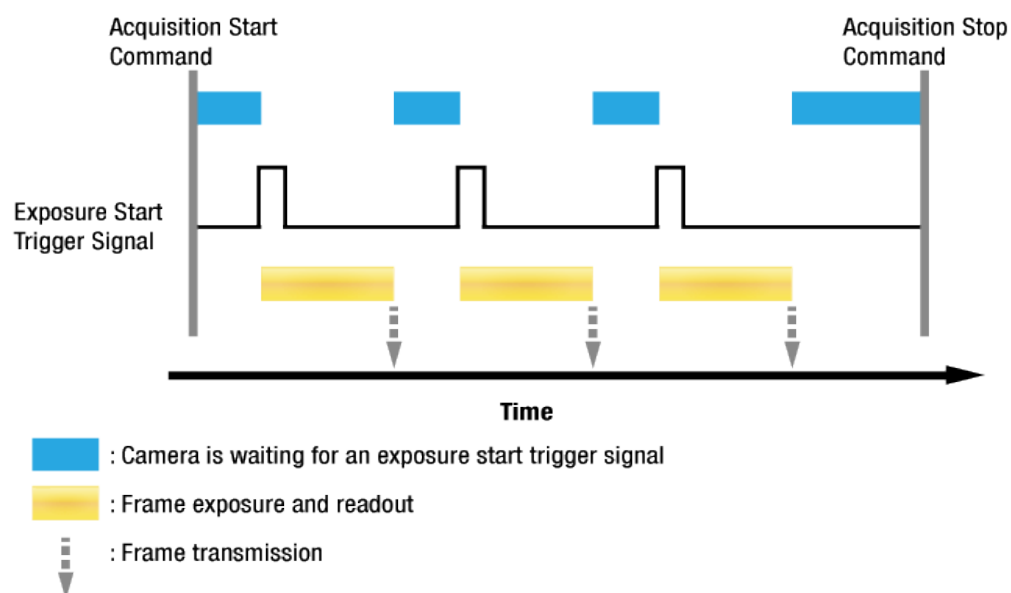 Acquisition Start
Command
Acquisition Stop
Command
Exposure Start
Trigger Signal
Time
: Camera is waiting for an exposure start trigger signal
: Frame exposure and readout
: Frame transmission